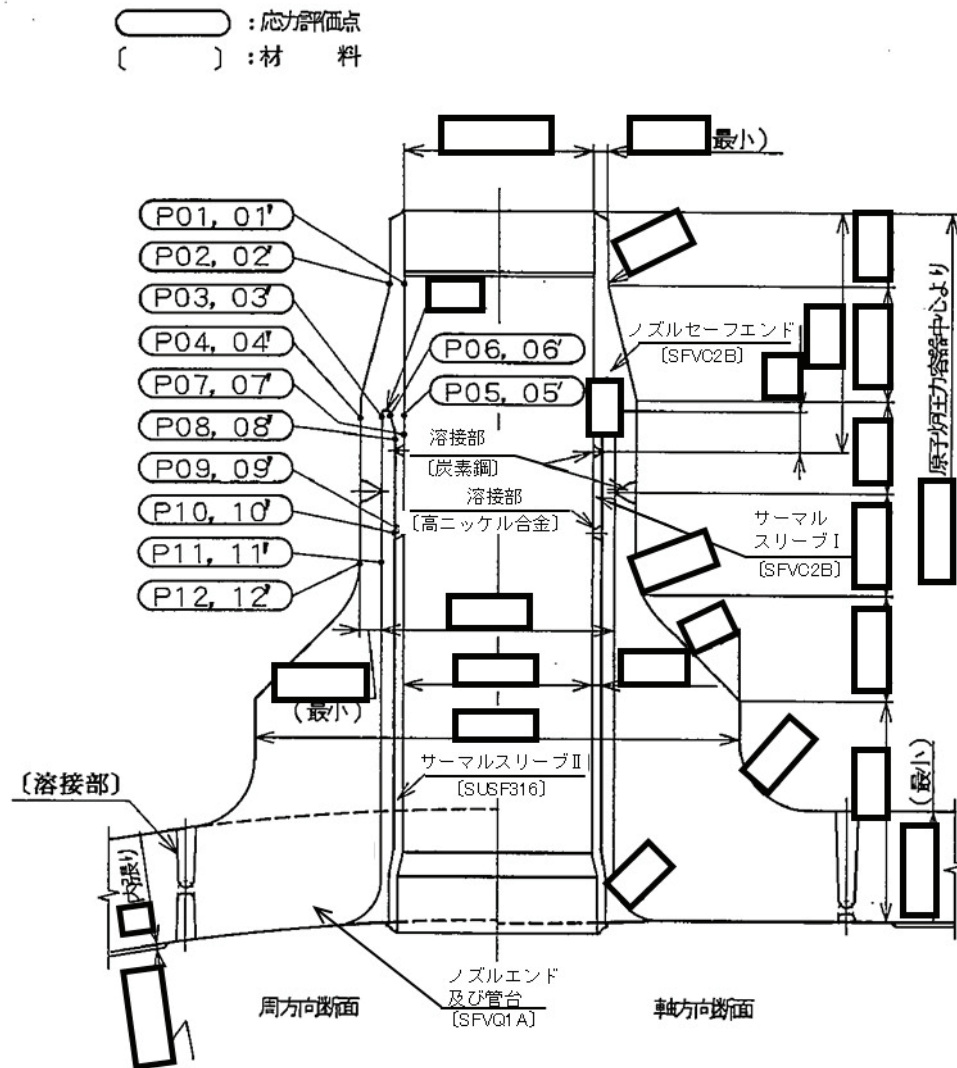 ：応力評価点
〔　　　〕：材　料
最小）
P01, 01'
P02, 02'
P03, 03'
P04, 04'
P07, 07'
P08, 08'
P09, 09'
P10, 10'
P11, 11'
P12, 12'
P06, 06'
P05, 05'
ノズルセーフエンド
〔SFVC2B〕
溶接部
〔炭素鋼〕
溶接部
〔高ニッケル合金〕
サーマル
スリーブⅠ
〔SFVC2B〕
原子炉圧力容器中心より
（最小）
サーマルスリーブⅡ
〔SUSF316〕
〔溶接部〕
（最小）
内張り
ノズルエンド
及び管台
〔SFVQ1A〕
周方向断面
軸方向断面